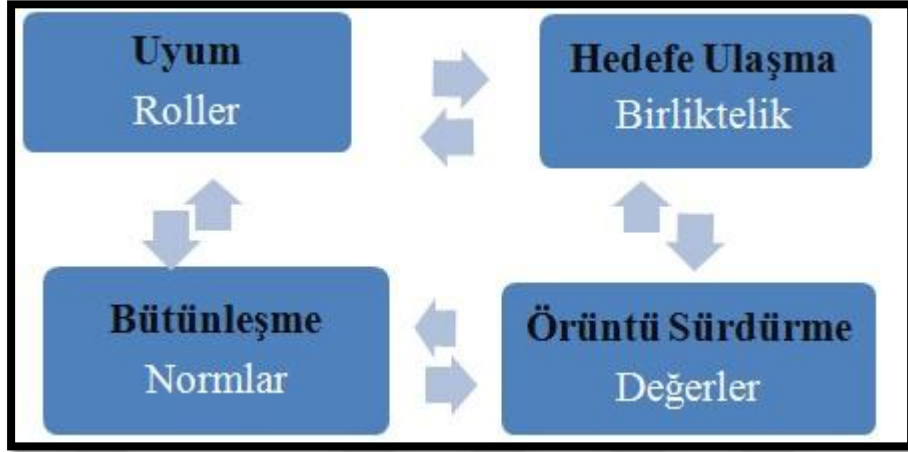 Uyum
Roller
Hedefe Ulaşma
Birliktelik
Bütünleşme
Normlar
Örüntü Sürdürme
Değerler